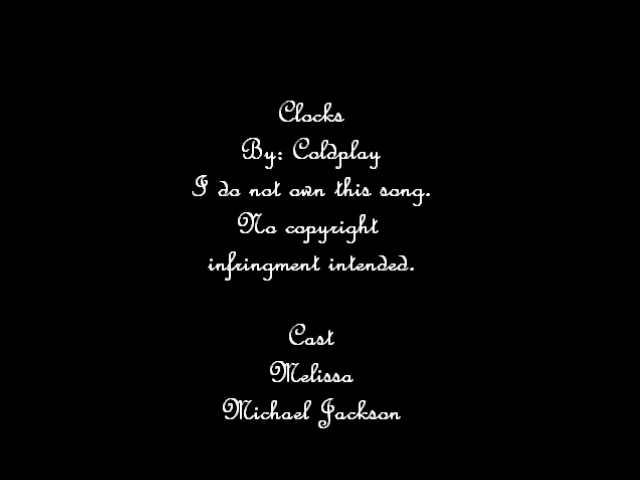 Clocks
By: Coldplay
I do not own this song.
No copyright
infringment intended.
Cast
Melissa
Michael Jackson